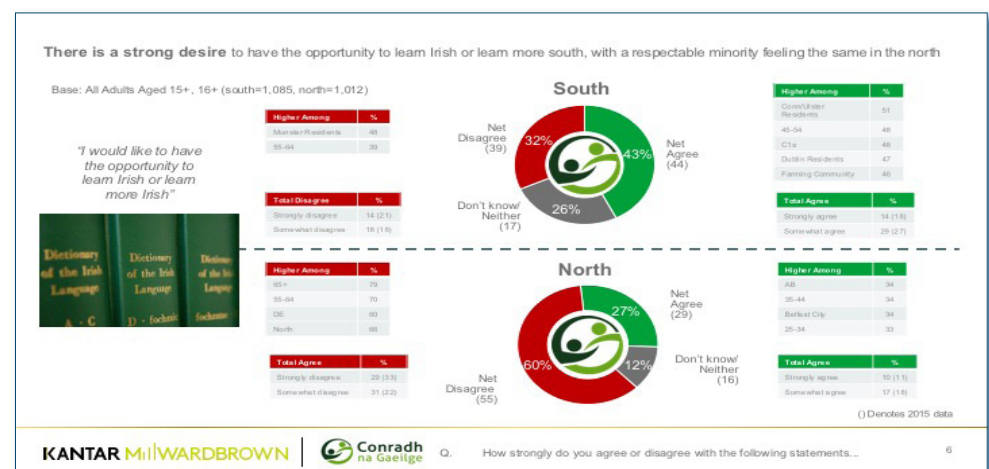 There is a strong desire to have the opportunity to learn Irish or learn more south, with a respectable minority feeling the same in the north
Base: All Adults Aged 15+, 16+ (south=1,085, north=1,012)
"I would like to have
the opportunity to
learn Irish or learn
more Irish"
Dictionary
of the Irish
Language
A - C
Dictionary
of the Irish
Language
D - fochraic
Dictiona
of the Iris
Languag
South
Higher Among %
Munster Residents 48
55-64 39
Total Disagree %
Strongly disagree 14 (21)
Somewhat disagree 18 (18)
Net
Disagree
(39)
32%
43%
Net
Agree
(44)
Don't know/
Neither
(17)
26%
Higher Among %
Conn/Ulster
Residents 51
45-54 48
C1s 48
Dublin Residents 47
Farming Community 46
Total Agree %
Strongly agree 14 (18)
Somewhat agree 29 (27)
North
Higher Among %
65+ 79
55-64 70
DE
North
Total Agree %
Strongly disagree 29 (33)
Somewhat disagree 31 (22)
27%
Net
Agree
(29)
12%
Don't know/
Neither
(16)
60%
Net
Disagree
(55)
Higher Among %
AB 34
35-44 34
Belfast City 34
25-34 33
Total Agree %
Strongly agree 10 (11)
Somewhat agree 17 (18)
() Denotes 2015 data
KANTAR MillWARDBROWN
Conradh
na Gaeilge
Q. How strongly do you agree or disagree with the following statements...
6